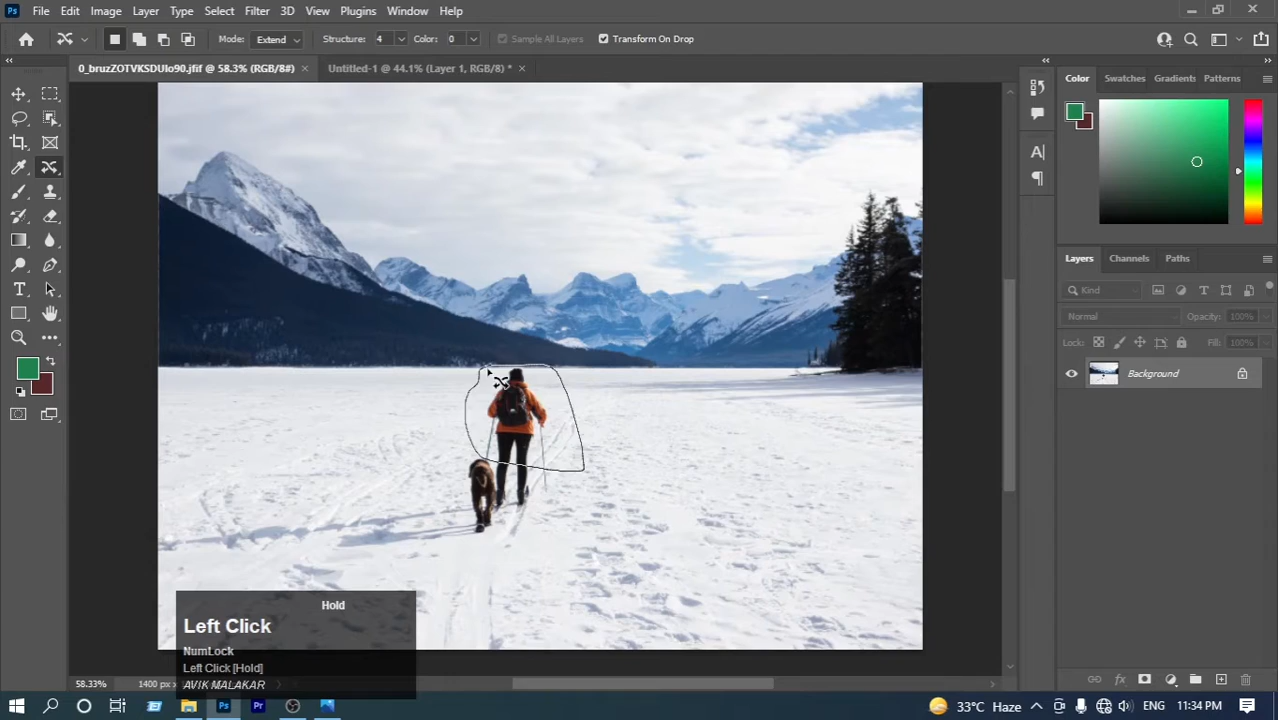 Ps File Edit Image Layer Type Select Filter 3D View Plugins Window Help
Mode: Extend Structure: 4 Color: 0 Sample All Layers Transform On Drop
0_bruzZOTVKSDUlo90.jfif @ 58.3% (RGB/8#) × Untitled-1 @ 44.1% (Layer 1, RGB/8) * ×
Color Swatches Gradients Patterns
Layers Channels Paths
Kind
Normal Opacity: 100%
Lock: Fill: 100%
Background
Hold
Left Click
NumLock
Left Click [Hold]
AVIK MALAKAR
58.33% 1400 px
Ps Pr 33°C Haze ENG 11:34 PM